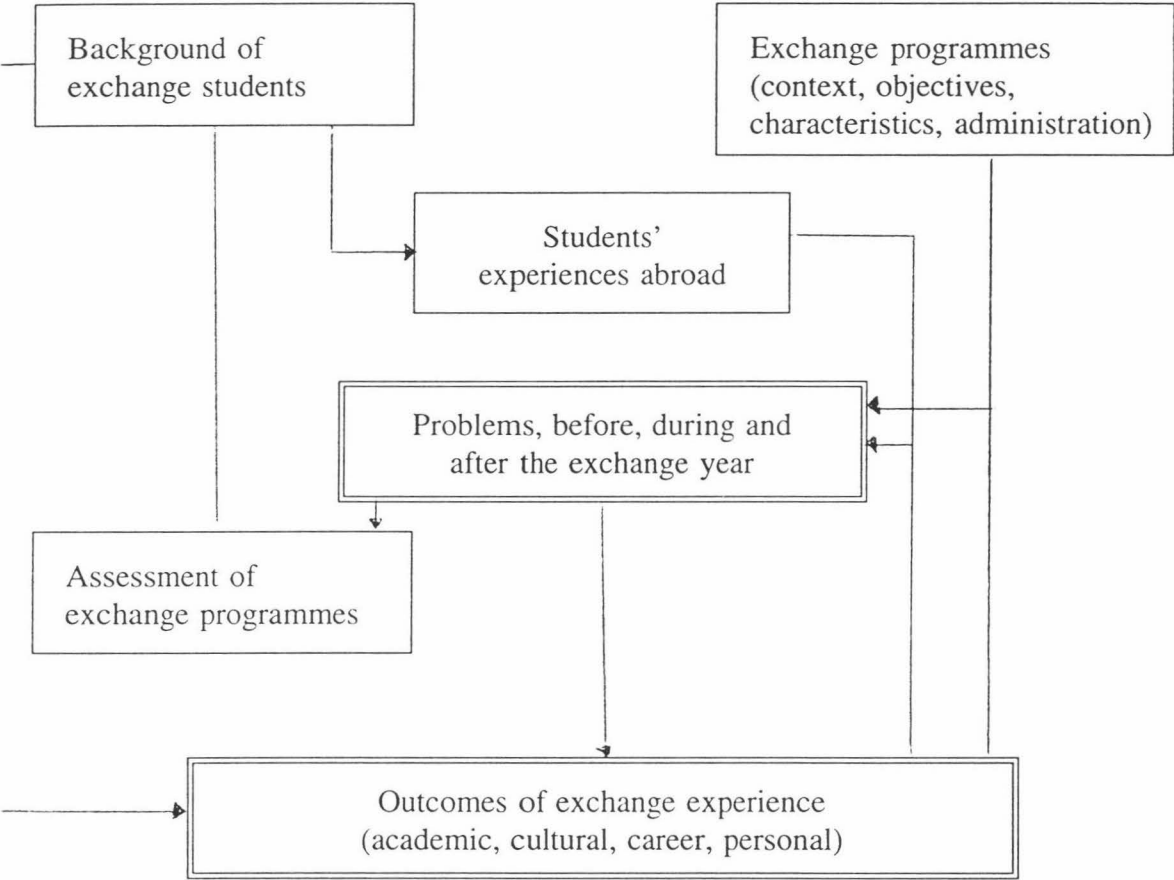 Background of
exchange students
Exchange programmes
(context, objectives,
characteristics, administration)
Students’
experiences abroad
Problems, before, during and
after the exchange year
Assessment of
exchange programmes
Outcomes of exchange experience
(academic, cultural, career, personal)